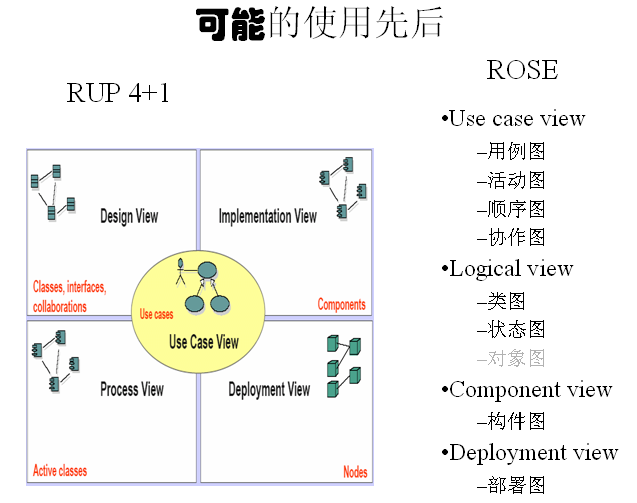 可能的使用先后
RUP 4+1
Design View
Implementation View
Classes, interfaces,
collaborations
Use cases
Components
Use Case View
Process View
Deployment View
Active classes
Nodes
ROSE
•Use case view
–用例图
–活动图
–顺序图
–协作图
•Logical view
–类图
–状态图
–对象图
•Component view
–构件图
•Deployment view
–部署图